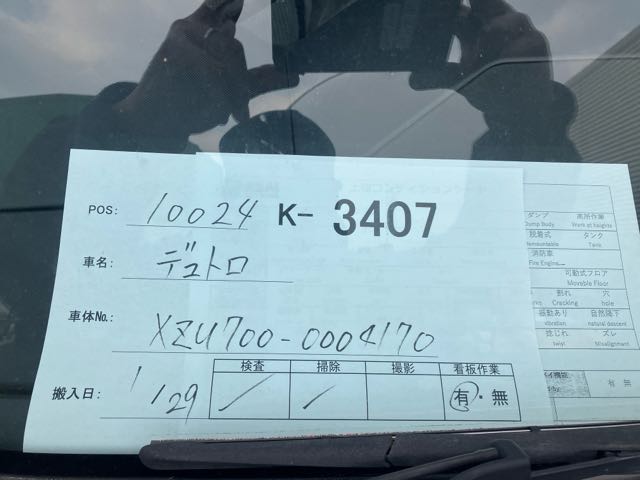 POS: 10024 K- 3407
車名: デュトロ
車体No.: XZU700-0004170
搬入日: 1/29
検査 掃除 撮影 看板作業
有・無
ダンプ 高所作業
Dump Body Work at heights
脱着式 タンク
Demountable Tank
消防車
Fire Engine
可動式フロア
Movable Floor
割れ 穴
Cracking hole
振動あり 自然降下
vibration natural descent
捻じれ ズレ
twist Misalignment
有 無